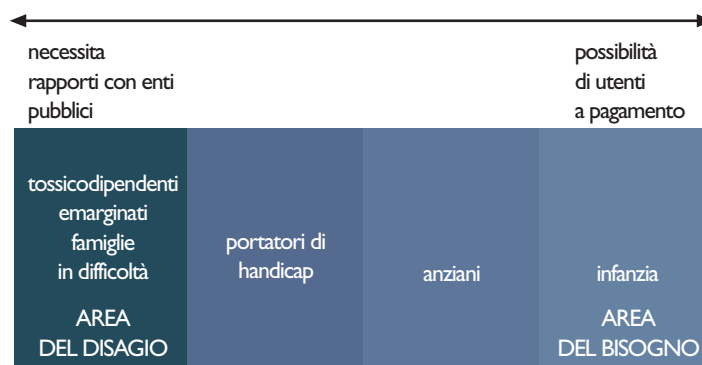 necessita
rapporti con enti
pubblici
possibilità
di utenti
a pagamento
tossicodipendenti
emarginati
famiglie
in difficoltà
AREA
DEL DISAGIO
portatori di
handicap
anziani
infanzia
AREA
DEL BISOGNO